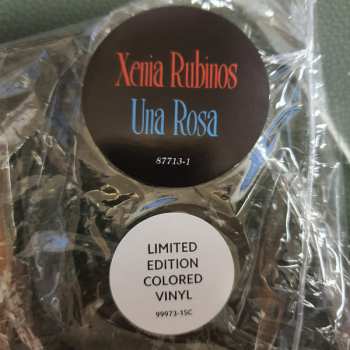 Xenia Rubinos
Una Rosa
87713-1
LIMITED
EDITION
COLORED
VINYL
99973-1SC